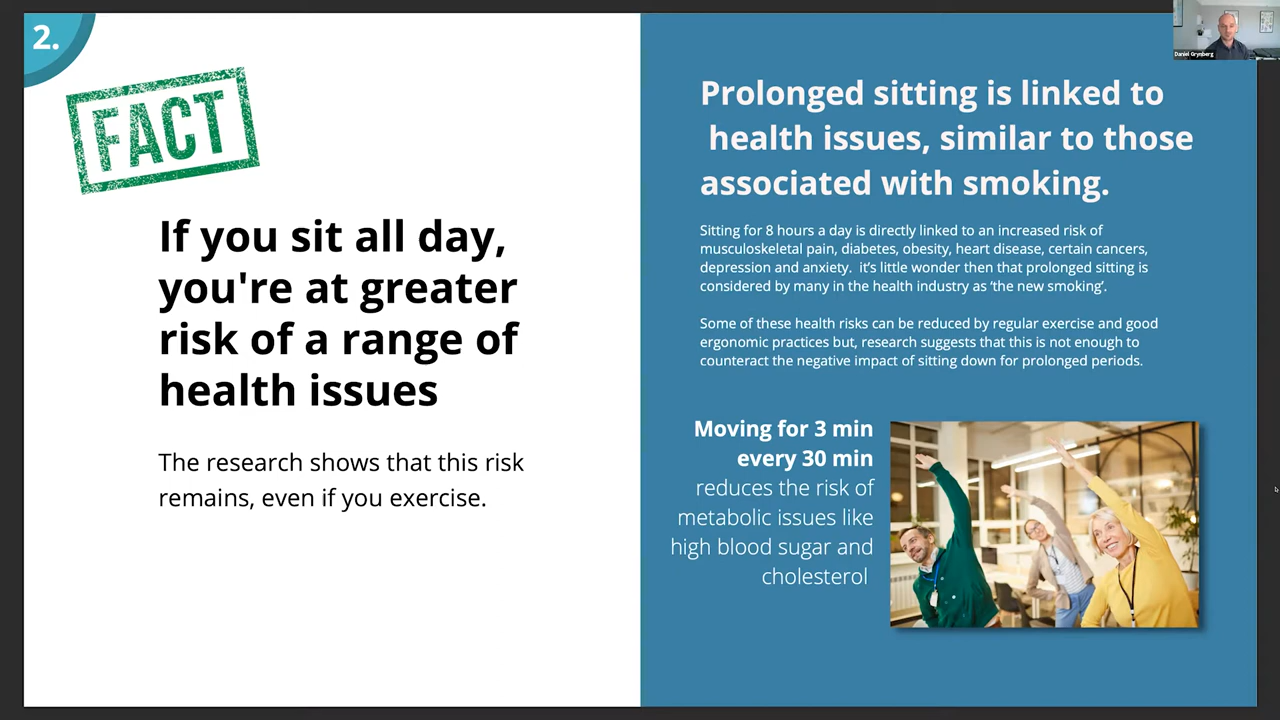 2.
FACT
If you sit all day,
you're at greater
risk of a range of
health issues
The research shows that this risk
remains, even if you exercise.
Prolonged sitting is linked to
health issues, similar to those
associated with smoking.
Sitting for 8 hours a day is directly linked to an increased risk of
musculoskeletal pain, diabetes, obesity, heart disease, certain cancers,
depression and anxiety.  it's little wonder then that prolonged sitting is
considered by many in the health industry as ‘the new smoking’.
Some of these health risks can be reduced by regular exercise and good
ergonomic practices but, research suggests that this is not enough to
counteract the negative impact of sitting down for prolonged periods.
Moving for 3 min
every 30 min
reduces the risk of
metabolic issues like
high blood sugar and
cholesterol
Daniel Grynberg